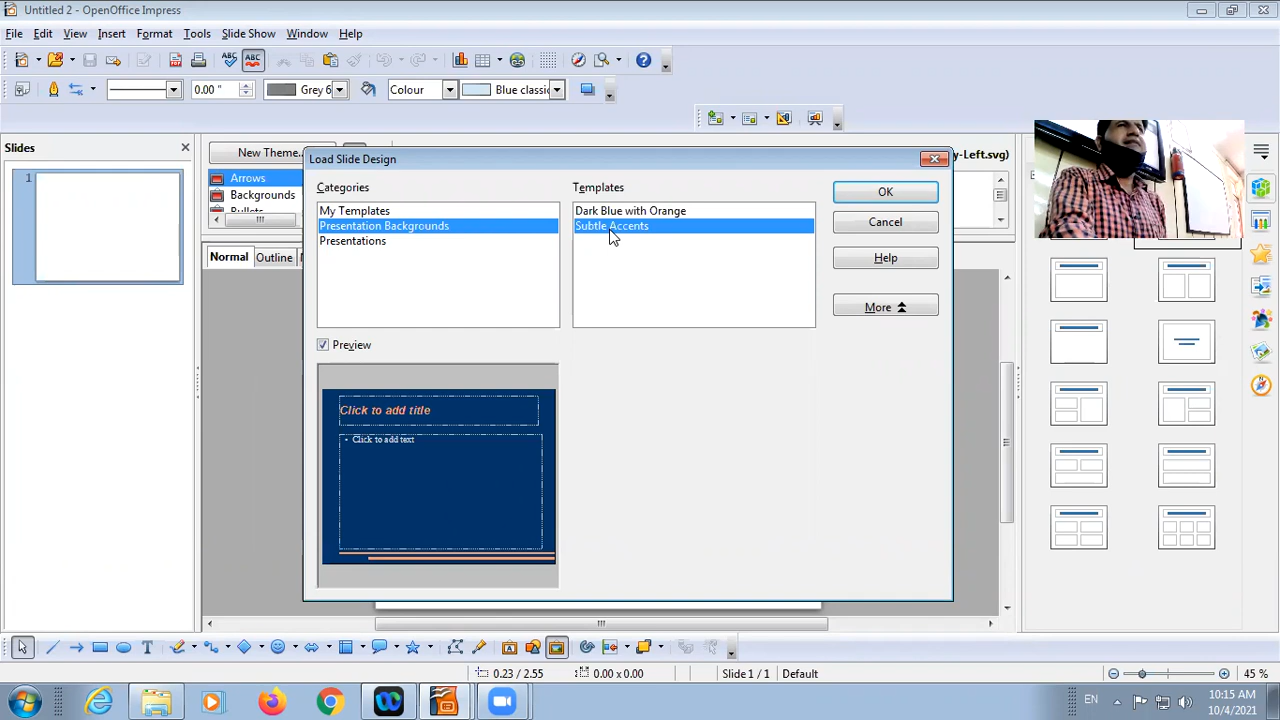 Untitled 2 - OpenOffice Impress
File Edit View Insert Format Tools Slide Show Window Help
0.00 " Grey 6 Colour Blue classic
Slides
New Theme...
y-Left.svg)
Arrows
Backgrounds
Normal Outline
1
Load Slide Design
Categories
My Templates
Presentation Backgrounds
Presentations
Templates
Dark Blue with Orange
Subtle Accents
OK
Cancel
Help
More
Preview
Click to add title
• Click to add text
0.23 / 2.55 0.00 x 0.00 Slide 1 / 1 Default 45 %
EN
10:15 AM
10/4/2021